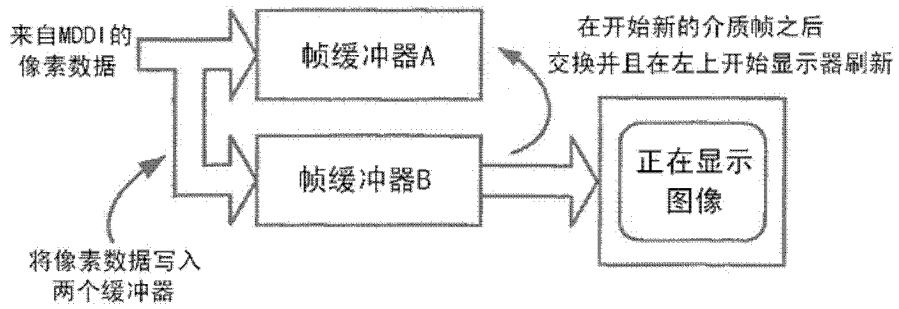 来自MDDI的
像素数据
帧缓冲器A
在开始新的介质帧之后
交换并且在左上开始显示器刷新
帧缓冲器B
正在显示
图像
将像素数据写入
两个缓冲器